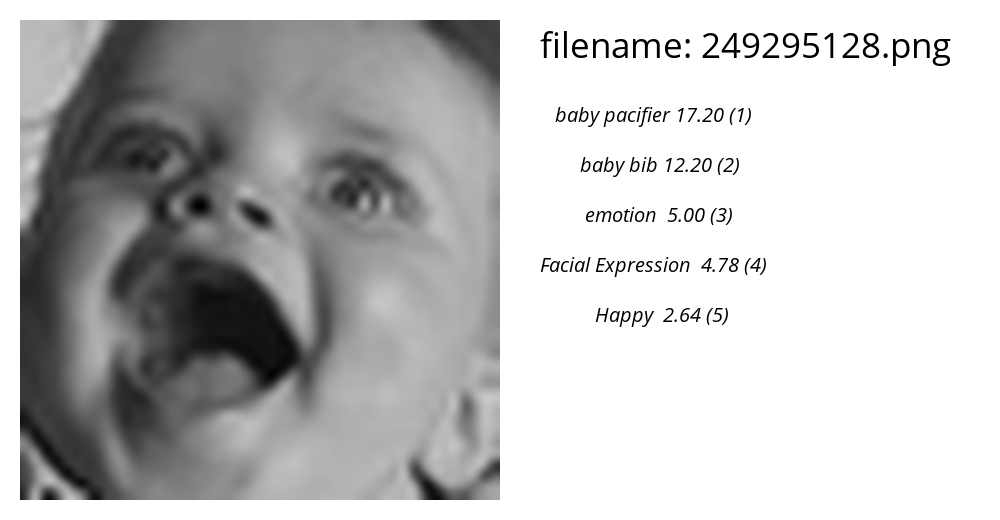 filename: 249295128.png
baby pacifier 17.20 (1)
baby bib 12.20 (2)
emotion 5.00 (3)
Facial Expression 4.78 (4)
Happy 2.64 (5)